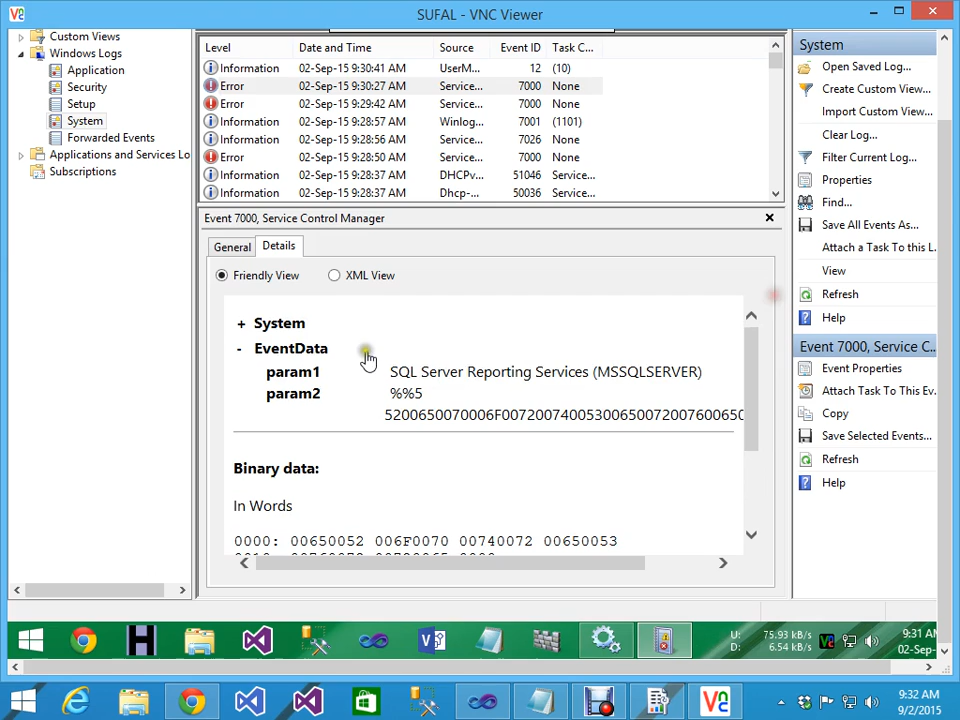 SUFAL - VNC Viewer
Custom Views
Windows Logs
Application
Security
Setup
System
Forwarded Events
Applications and Services Lo
Subscriptions
Level Date and Time Source Event ID Task C...
Information 02-Sep-15 9:30:41 AM UserM... 12 (10)
Error 02-Sep-15 9:30:27 AM Service... 7000 None
Error 02-Sep-15 9:29:42 AM Service... 7000 None
Information 02-Sep-15 9:28:57 AM Winlog... 7001 (1101)
Information 02-Sep-15 9:28:57 AM Service... 7026 None
Error 02-Sep-15 9:28:50 AM Service... 7000 None
Information 02-Sep-15 9:28:37 AM DHCPv... 51046 Service...
Information 02-Sep-15 9:28:37 AM Dhcp-... 50036 Service...
Event 7000, Service Control Manager
General Details
Friendly View XML View
+ System
- EventData
param1 SQL Server Reporting Services (MSSQLSERVER)
param2 %%5
5200650070006F00720074005300650072007600650
Binary data:
In Words
0000: 00650052 006F0070 00740072 00650053
System
Open Saved Log...
Create Custom View...
Import Custom View...
Clear Log...
Filter Current Log...
Properties
Find...
Save All Events As...
Attach a Task To this L.
View
Refresh
Help
Event 7000, Service C..
Event Properties
Attach Task To This Ev.
Copy
Save Selected Events...
Refresh
Help
U: 75.93 kB/s
D: 6.54 kB/s
9:31 AM
02-Sep-
9:32 AM
9/2/2015